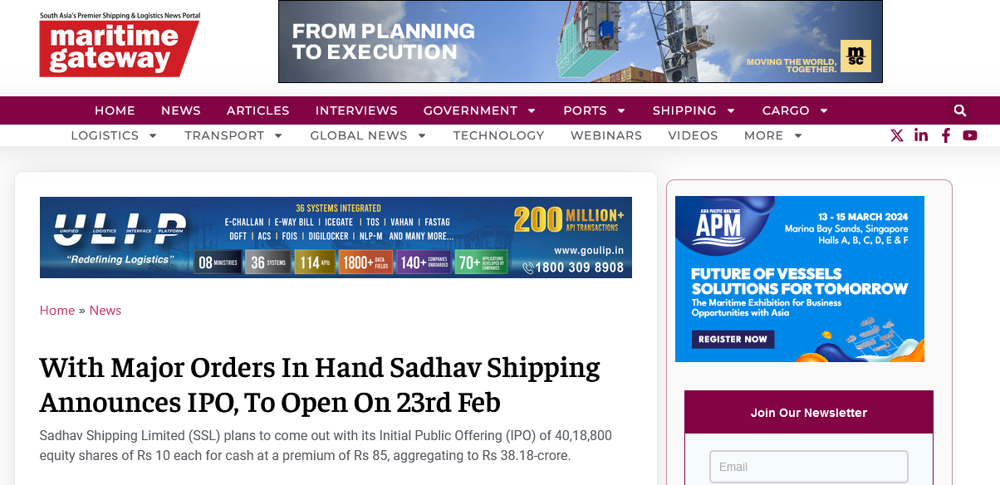 South Asia's Premier Shipping & Logistics News Portal
maritime
gateway
FROM PLANNING
TO EXECUTION
MOVING THE WORLD,
TOGETHER.
m
sc
HOME NEWS ARTICLES INTERVIEWS GOVERNMENT PORTS SHIPPING CARGO
LOGISTICS TRANSPORT GLOBAL NEWS TECHNOLOGY WEBINARS VIDEOS MORE
ULIP
UNIFIED LOGISTICS INTERFACE PLATFORM
"Redefining Logistics"
36 SYSTEMS INTEGRATED
E-CHALLAN | E-WAY BILL | ICEGATE | TOS | VAHAN | FASTAG
DGFT | ACS | FOIS | DIGILOCKER | NLP-M AND MANY MORE...
08 MINISTRIES 36 SYSTEMS 114 APIS 1800+ DATA FIELDS 140+ COMPANIES ONBOARDED 70+ APPLICATIONS DEVELOPED BY COMPANIES
200 MILLION+
API TRANSACTIONS
www.goulip.in
1800 309 8908
Home » News
With Major Orders In Hand Sadhav Shipping
Announces IPO, To Open On 23rd Feb
Sadhav Shipping Limited (SSL) plans to come out with its Initial Public Offering (IPO) of 40,18,800
equity shares of Rs 10 each for cash at a premium of Rs 85, aggregating to Rs 38.18-crore.
ASIA PACIFIC MARITIME
APM
13 - 15 MARCH 2024
Marina Bay Sands, Singapore
Halls A, B, C, D, E & F
FUTURE OF VESSELS
SOLUTIONS FOR TOMORROW
The Maritime Exhibition for Business
Opportunities with Asia
REGISTER NOW
Join Our Newsletter
Email